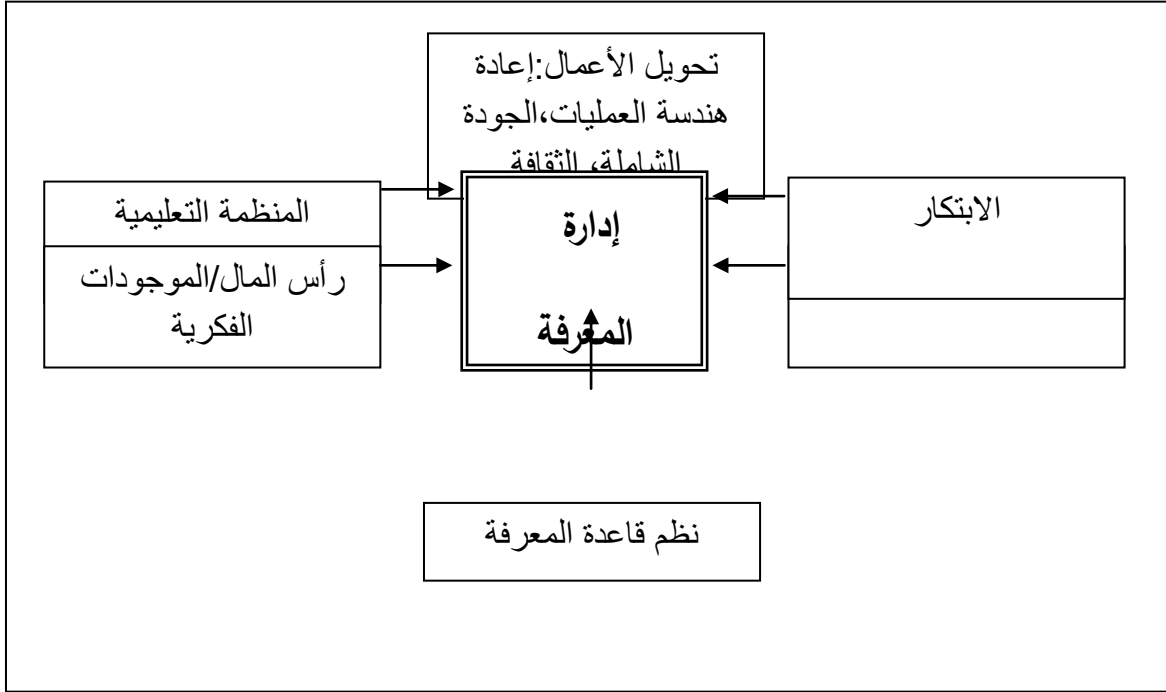 تحويل الأعمال:إعادة
هندسة العمليات،الجودة
الشاملة، الثقافة
المنظمة التعليمية
رأس المال/الموجودات
الفكرية
إدارة
المعرفة
الابتكار
نظم قاعدة المعرفة